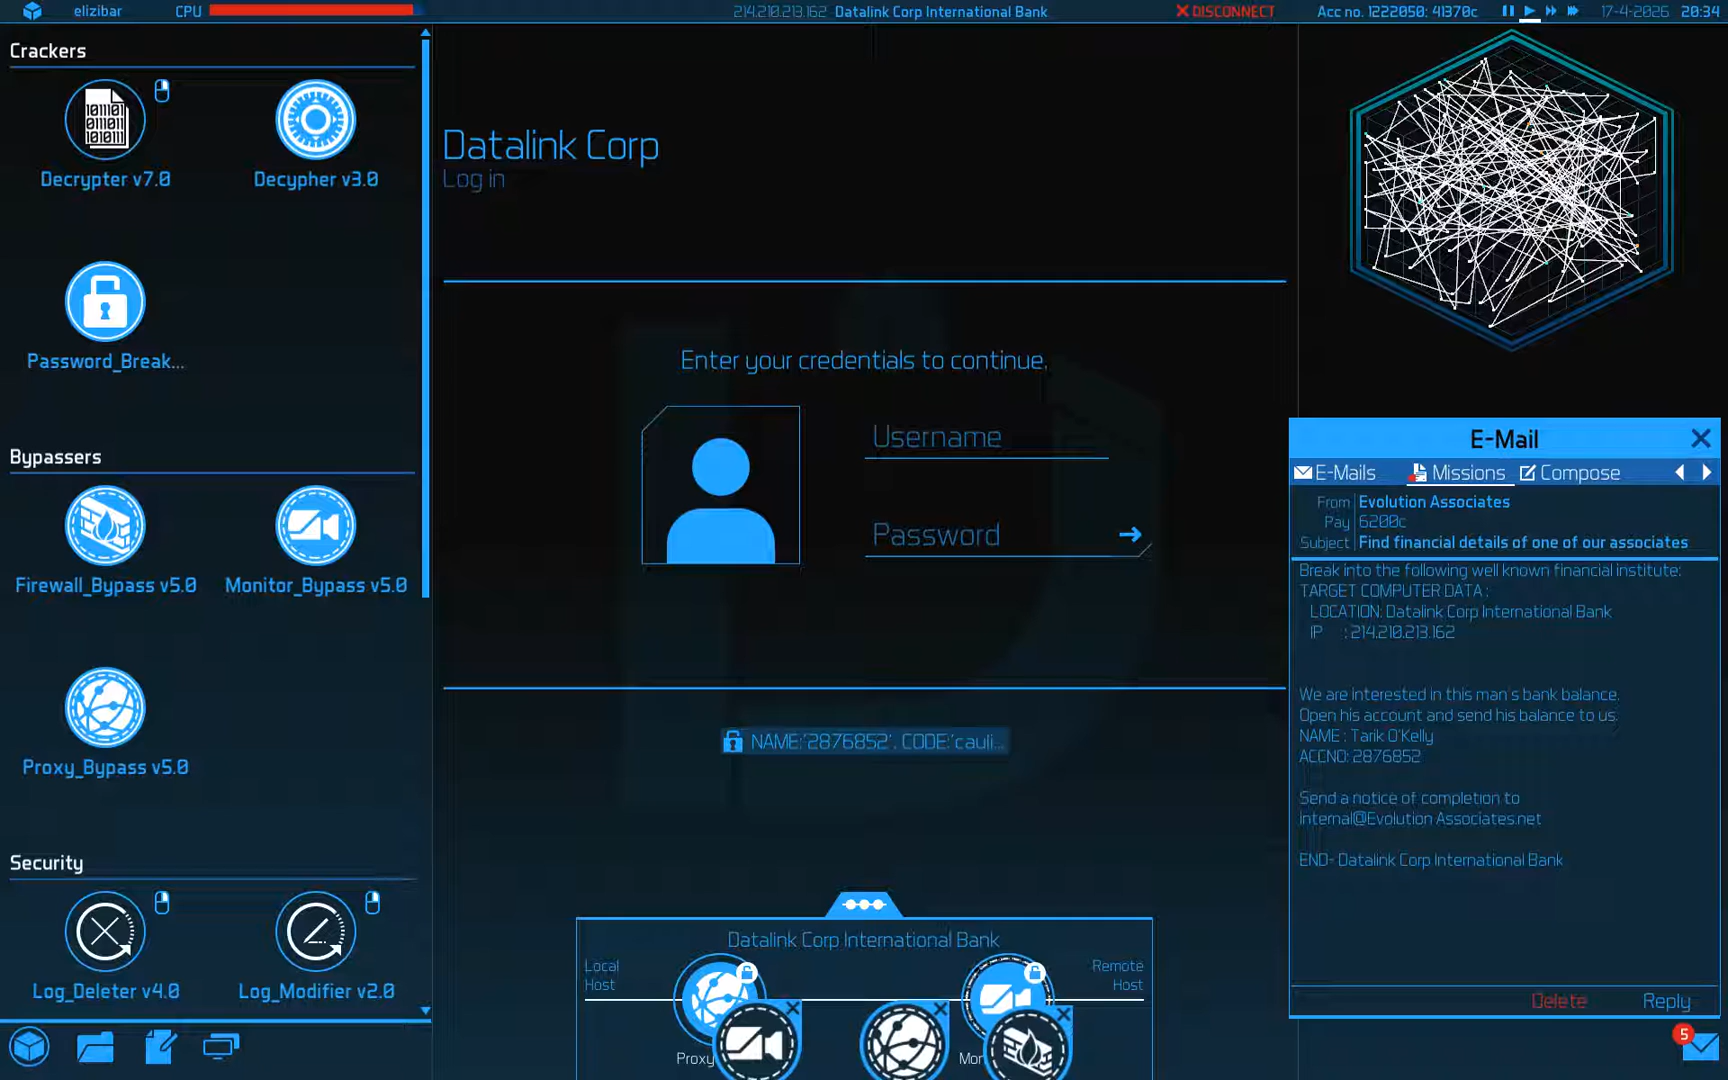 elizibar
CPU
214.210.213.162 Datalink Corp International Bank
DISCONNECT
Acc no. 1222050: 41370c
17-4-2026 20:34
Crackers
Decrypter v7.0
Decypher v3.0
Password_Break...
Bypassers
Firewall_Bypass v5.0
Monitor_Bypass v5.0
Proxy_Bypass v5.0
Security
Log_Deleter v4.0
Log_Modifier v2.0
Datalink Corp
Log in
Enter your credentials to continue.
Username
Password
NAME:'2876852', CODE:'cauli...
Datalink Corp International Bank
Local
Host
Remote
Host
Proxy
Mor
E-Mail
E-Mails
Missions
Compose
From Evolution Associates
Pay 6200c
Subject Find financial details of one of our associates
Break into the following well known financial institute:
TARGET COMPUTER DATA :
LOCATION: Datalink Corp International Bank
IP : 214.210.213.162
We are interested in this man's bank balance.
Open his account and send his balance to us.
NAME : Tarik O'Kelly
ACCNO: 2876852
Send a notice of completion to
internal@Evolution Associates.net
END- Datalink Corp International Bank
Delete
Reply
5